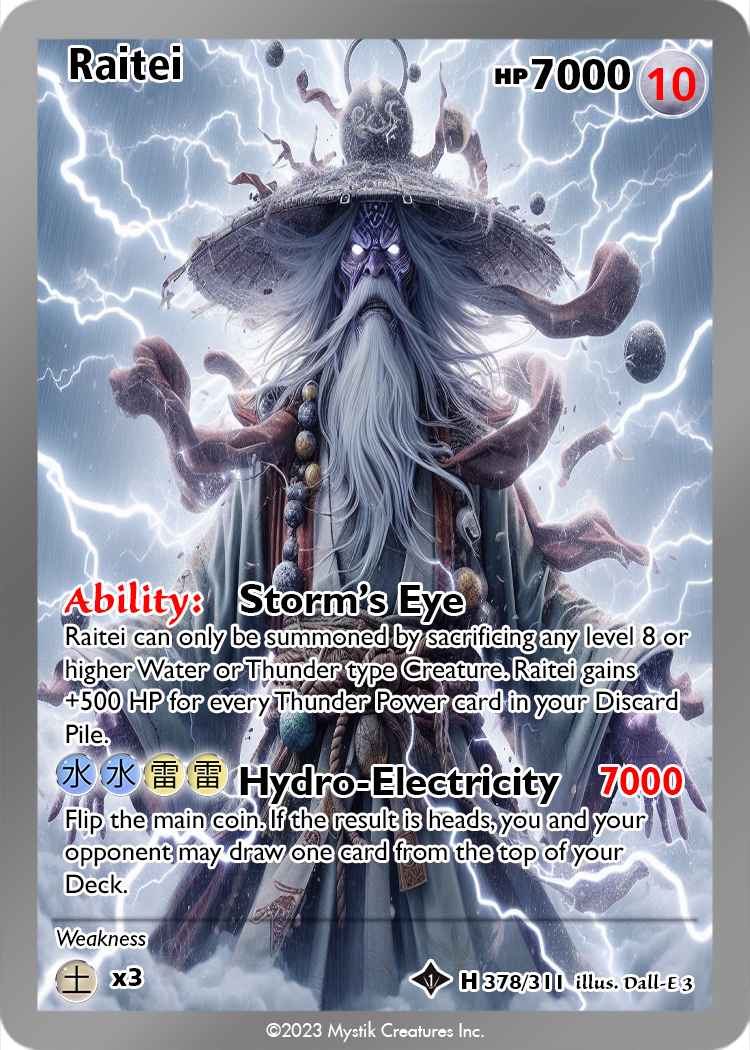 Raitei
HP 7000 10
Ability: Storm's Eye
Raitei can only be summoned by sacrificing any level 8 or
higher Water or Thunder type Creature. Raitei gains
+500 HP for every Thunder Power card in your Discard
Pile.
水 水 雷 雷 Hydro-Electricity 7000
Flip the main coin. If the result is heads, you and your
opponent may draw one card from the top of your
Deck.
Weakness
土 x3
1 H 378/311 illus. Dall-E 3
©2023 Mystik Creatures Inc.